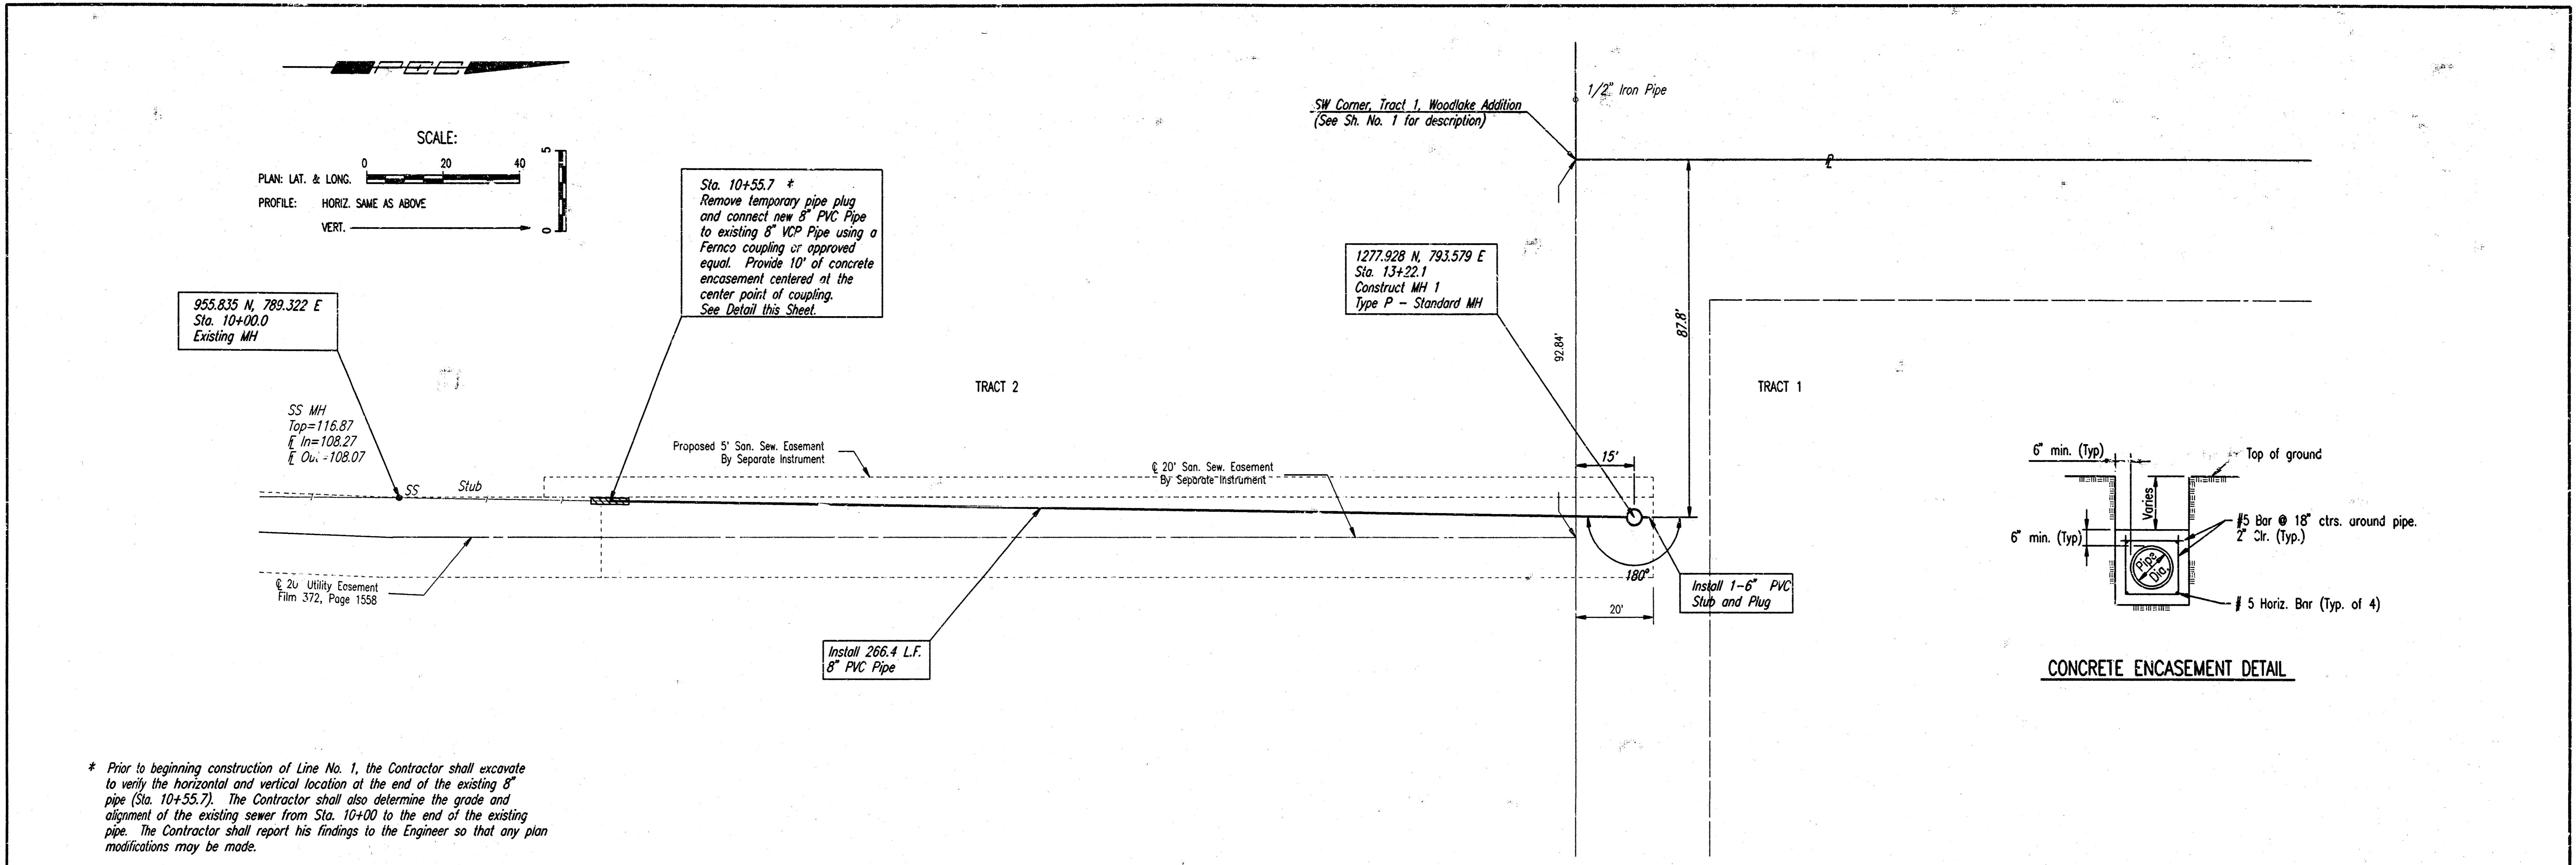 SCALE:
0 20 40
PLAN: LAT. & LONG.
PROFILE: HORIZ. SAME AS ABOVE
VERT.
5
0
955.835 N, 789.322 E
Sta. 10+00.0
Existing MH
SS MH
Top=116.87
℄ In=108.27
℄ Out=108.07
SS
Stub
Sta. 10+55.7 *
Remove temporary pipe plug
and connect new 8" PVC Pipe
to existing 8" VCP Pipe using a
Fernco coupling or approved
equal. Provide 10' of concrete
encasement centered at the
center point of coupling.
See Detail this Sheet.
Proposed 5' San. Sew. Easement
By Separate Instrument
℄ 20' San. Sew. Easement
By Separate Instrument
℄ 20' Utility Easement
Film 372, Page 1558
Install 266.4 L.F.
8" PVC Pipe
TRACT 2
SW Corner, Tract 1, Woodlake Addition
(See Sh. No. 1 for description)
1/2" Iron Pipe
1277.928 N, 793.579 E
Sta. 13+22.1
Construct MH 1
Type P - Standard MH
92.84'
87.8'
15'
180°
20'
Install 1-6" PVC
Stub and Plug
TRACT 1
6" min. (Typ)
Top of ground
Varies
#5 Bar @ 18" ctrs. around pipe.
2" Clr. (Typ.)
6" min. (Typ)
Pipe
Dia.
# 5 Horiz. Bar (Typ. of 4)
CONCRETE ENCASEMENT DETAIL
* Prior to beginning construction of Line No. 1, the Contractor shall excavate
to verify the horizontal and vertical location at the end of the existing 8"
pipe (Sta. 10+55.7). The Contractor shall also determine the grade and
alignment of the existing sewer from Sta. 10+00 to the end of the existing
pipe. The Contractor shall report his findings to the Engineer so that any plan
modifications may be made.